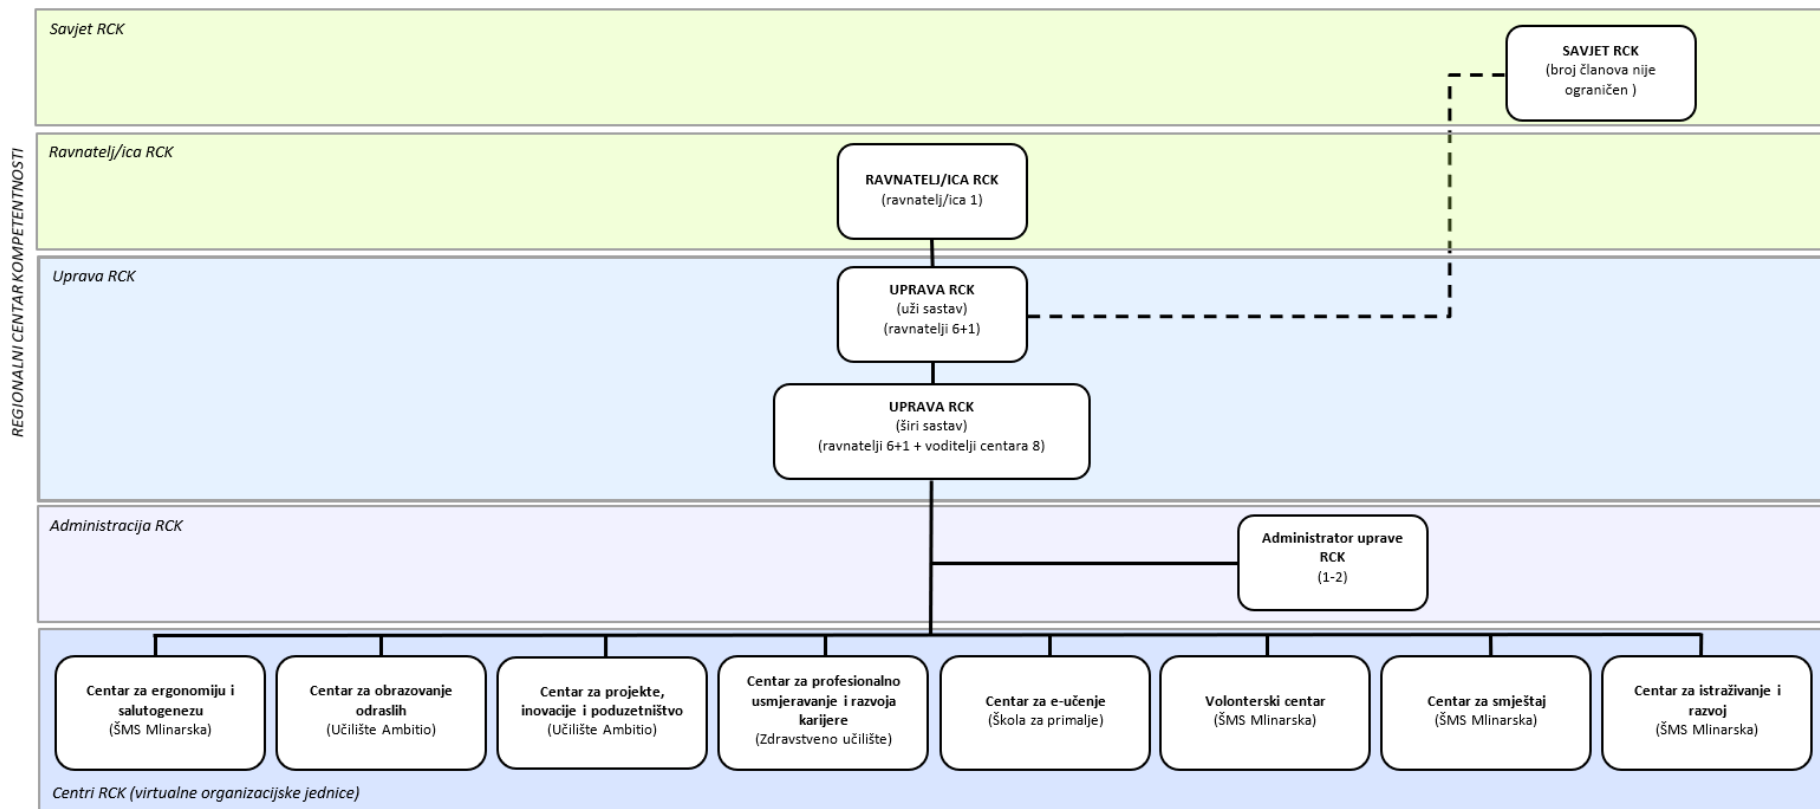 REGIONALNI CENTAR KOMPETENTNOSTI
Savjet RCK
SAVJET RCK
(broj članova nije
ograničen )
Ravnatelj/ica RCK
RAVNATELJ/ICA RCK
(ravnatelj/ica 1)
Uprava RCK
UPRAVA RCK
(uži sastav)
(ravnatelji 6+1)
UPRAVA RCK
(širi sastav)
(ravnatelji 6+1 + voditelji centara 8)
Administracija RCK
Administrator uprave
RCK
(1-2)
Centar za ergonomiju i
salutogenezu
(ŠMS Mlinarska)
Centar za obrazovanje
odraslih
(Učilište Ambitio)
Centar za projekte,
inovacije i poduzetništvo
(Učilište Ambitio)
Centar za profesionalno
usmjeravanje i razvoja
karijere
(Zdravstveno učilište)
Centar za e-učenje
(Škola za primalje)
Volonterski centar
(ŠMS Mlinarska)
Centar za smještaj
(ŠMS Mlinarska)
Centar za istraživanje i
razvoj
(ŠMS Mlinarska)
Centri RCK (virtualne organizacijske jednice)